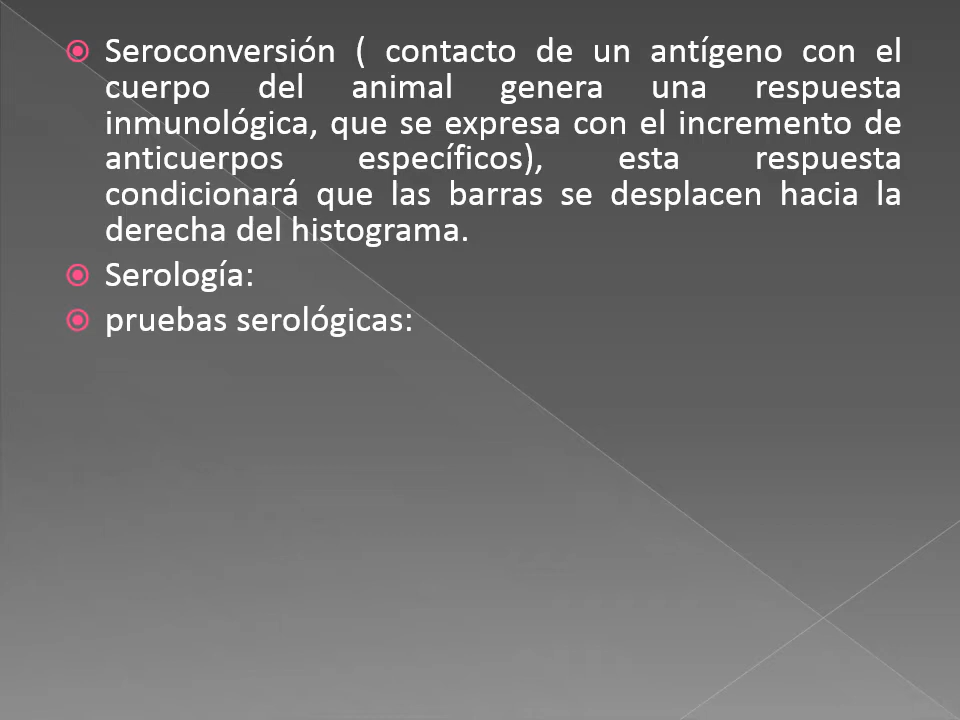 Seroconversión ( contacto de un antígeno con el
cuerpo del animal genera una respuesta
inmunológica, que se expresa con el incremento de
anticuerpos específicos), esta respuesta
condicionará que las barras se desplacen hacia la
derecha del histograma.
Serología:
pruebas serológicas: